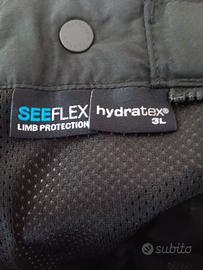 SEEFLEX
LIMB PROTECTION
hydratex®
3L
subito